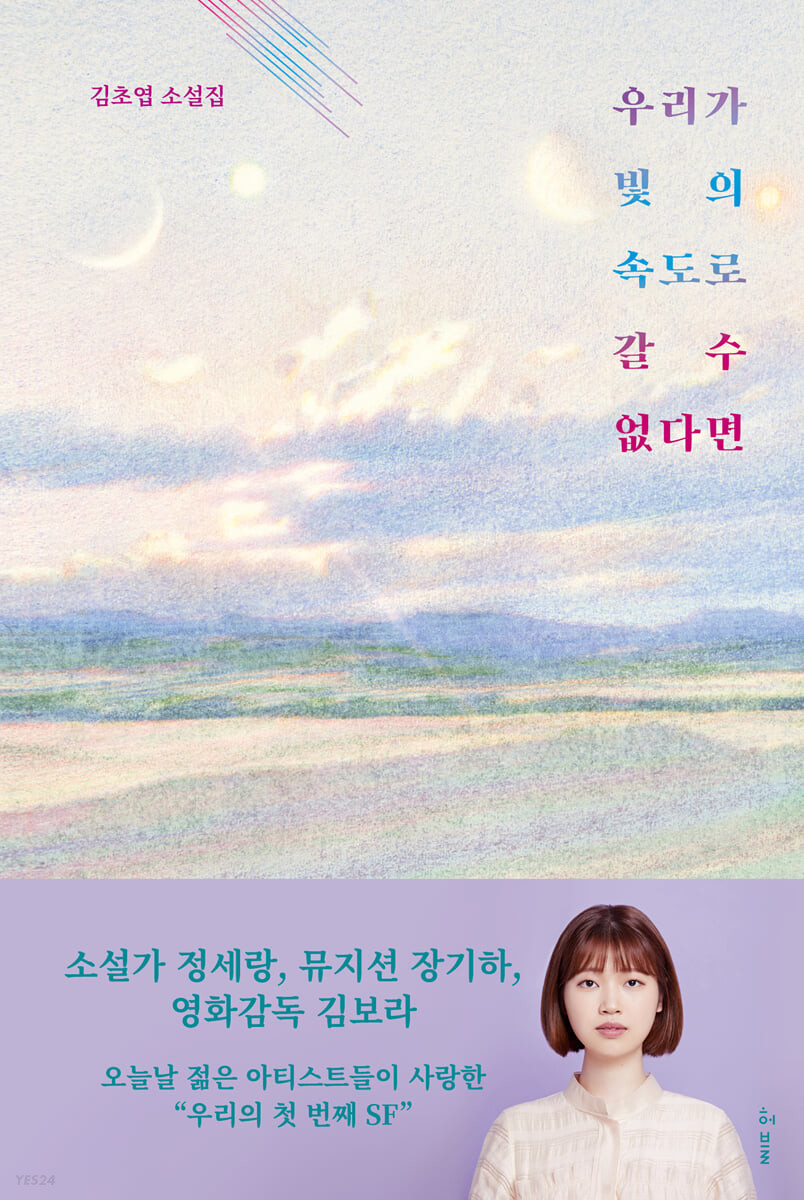 김초엽 소설집
우리가
빛의
속도로
갈 수
없다면
소설가 정세랑, 뮤지션 장기하,
영화감독 김보라
오늘날 젊은 아티스트들이 사랑한
“우리의 첫 번째 SF”
허블
YES24